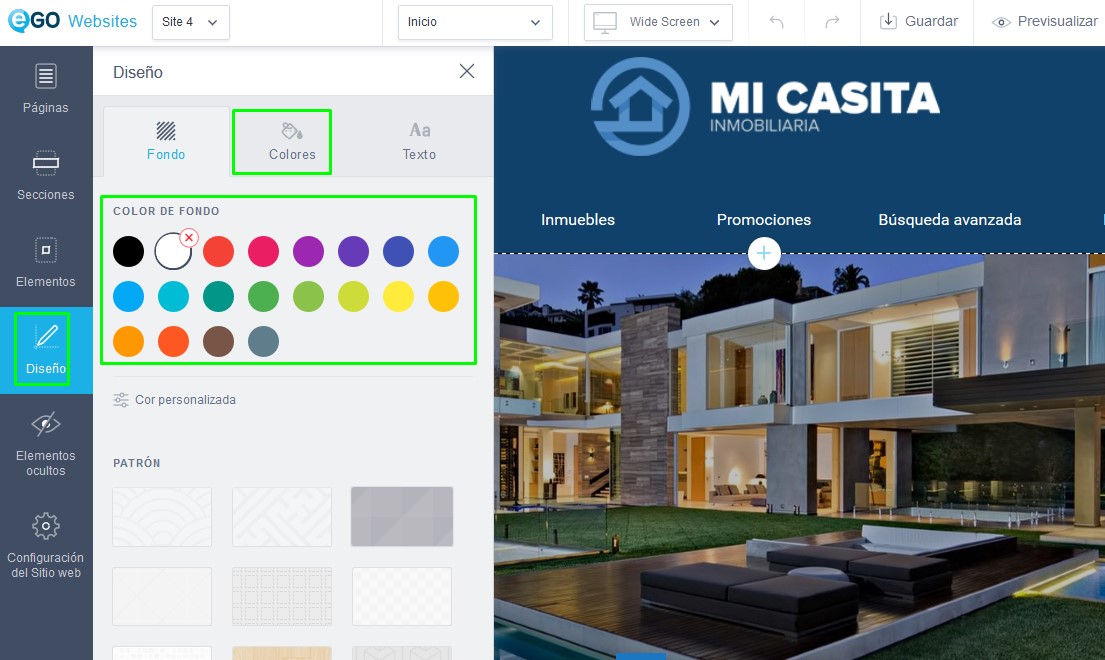 eGO Websites
Site 4
Inicio
Wide Screen
Guardar
Previsualizar
Páginas
Secciones
Elementos
Diseño
Elementos
ocultos
Configuración
del Sitio web
Diseño
Fondo
Colores
Aa
Texto
COLOR DE FONDO
Cor personalizada
PATRÓN
MI CASITA
INMOBILIARIA
Inmuebles
Promociones
Búsqueda avanzada